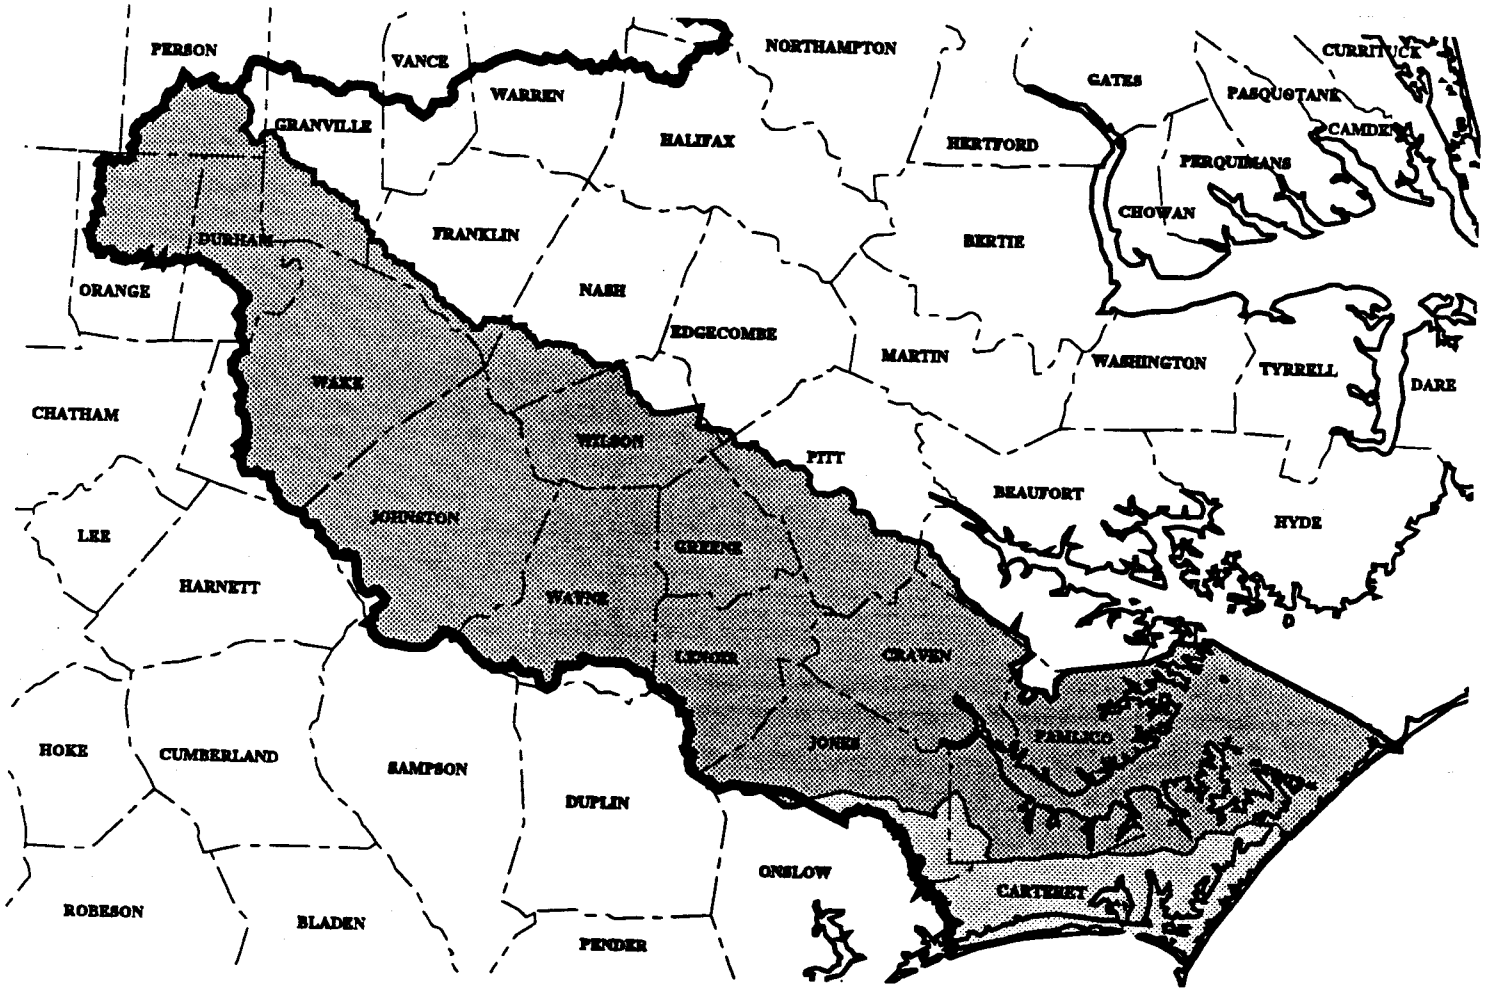 PERSON
VANCE
NORTHAMPTON
CURRITUCK
GATES
WARREN
PASQUOTANK
GRANVILLE
CAMDEN
HALIFAX
HERTFORD
PERQUIMANS
CHOWAN
DURHAM
FRANKLIN
BERTIE
ORANGE
NASH
EDGECOMBE
MARTIN
WASHINGTON
TYRRELL
DARE
WAKE
CHATHAM
WILSON
PITT
BEAUFORT
HYDE
JOHNSTON
LEE
GREENE
HARNETT
WAYNE
LENOIR
CRAVEN
HOKE
CUMBERLAND
SAMPSON
JONES
PAMLICO
DUPLIN
ONSLOW
CARTERET
ROBESON
BLADEN
PENDER